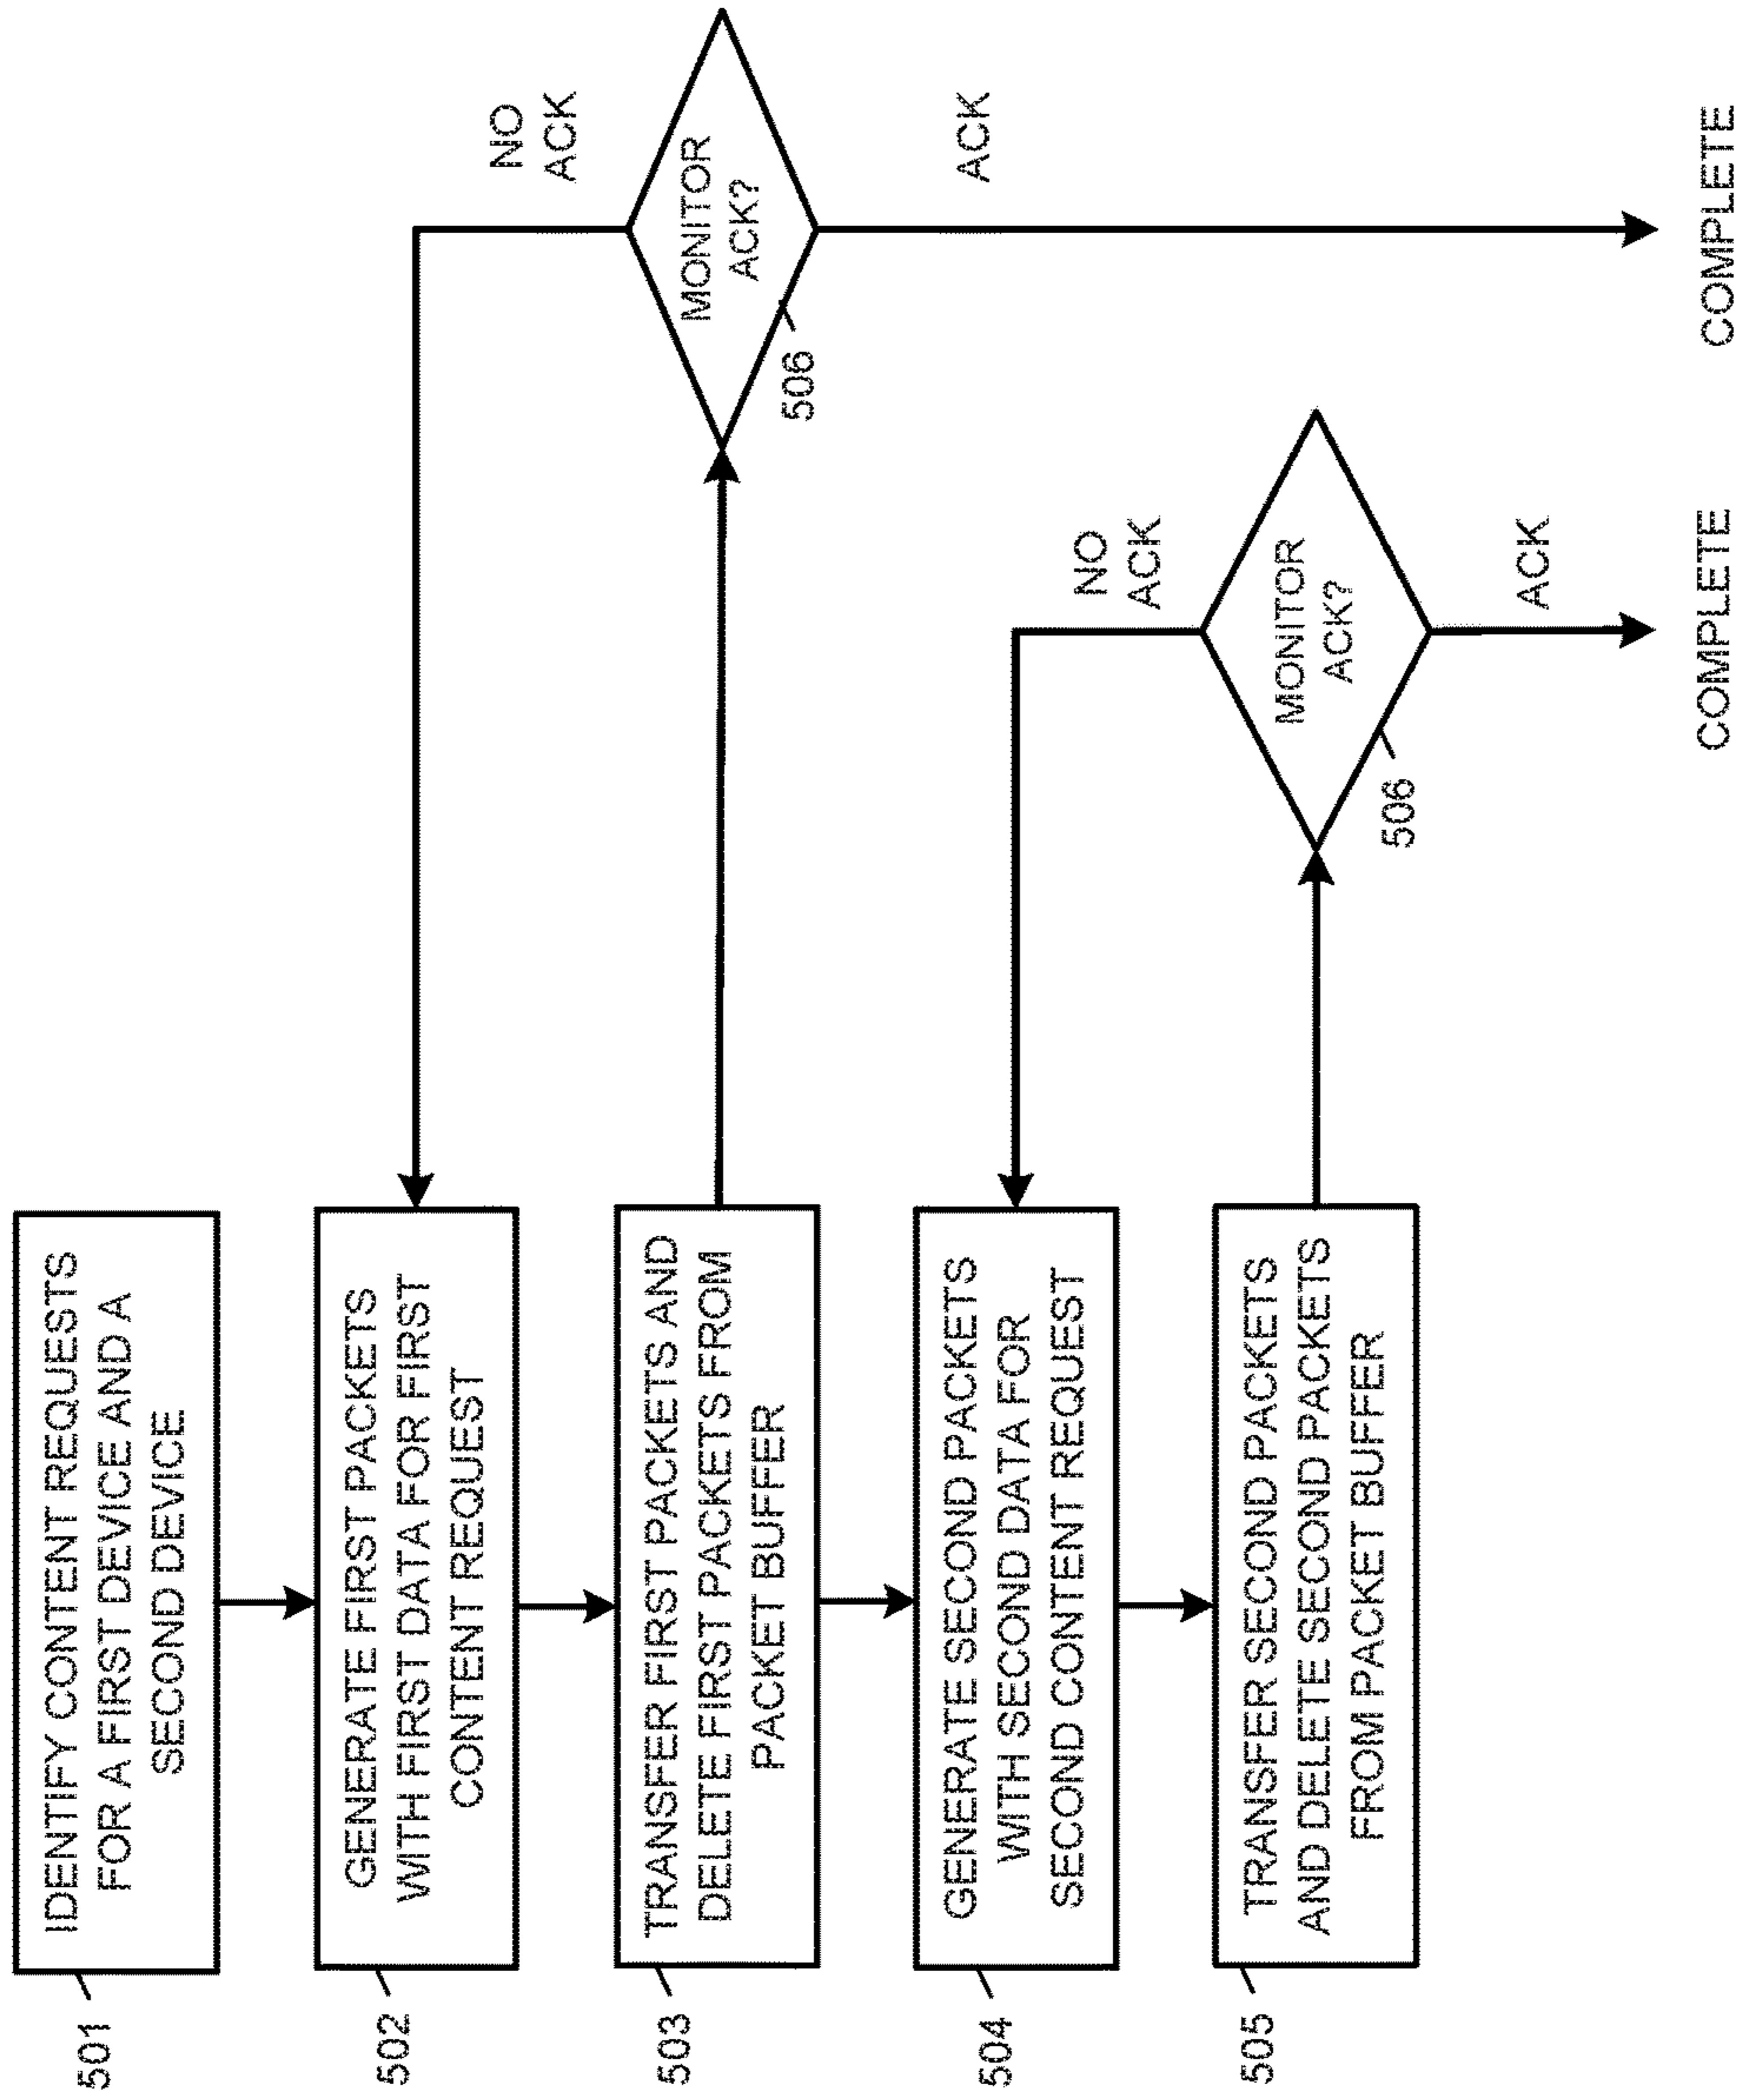 501
IDENTIFY CONTENT REQUESTS
FOR A FIRST DEVICE AND A
SECOND DEVICE
502
GENERATE FIRST PACKETS
WITH FIRST DATA FOR FIRST
CONTENT REQUEST
503
TRANSFER FIRST PACKETS AND
DELETE FIRST PACKETS FROM
PACKET BUFFER
504
GENERATE SECOND PACKETS
WITH SECOND DATA FOR
SECOND CONTENT REQUEST
505
TRANSFER SECOND PACKETS
AND DELETE SECOND PACKETS
FROM PACKET BUFFER
NO
ACK
MONITOR
ACK?
506
ACK
COMPLETE
NO
ACK
MONITOR
ACK?
506
ACK
COMPLETE